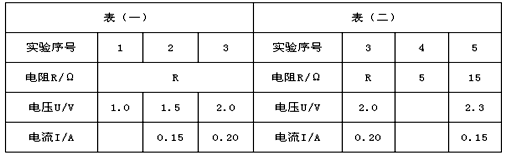 表（一） 表（二）
实验序号 1 2 3 实验序号 3 4 5
电阻R/Ω R 电阻R/Ω R 5 15
电压U/V 1.0 1.5 2.0 电压U/V 2.0 2.3
电流I/A 0.15 0.20 电流I/A 0.20 0.15